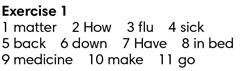 Exercise 1
1 matter 2 How 3 flu 4 sick
5 back 6 down 7 Have 8 in bed
9 medicine 10 make 11 go